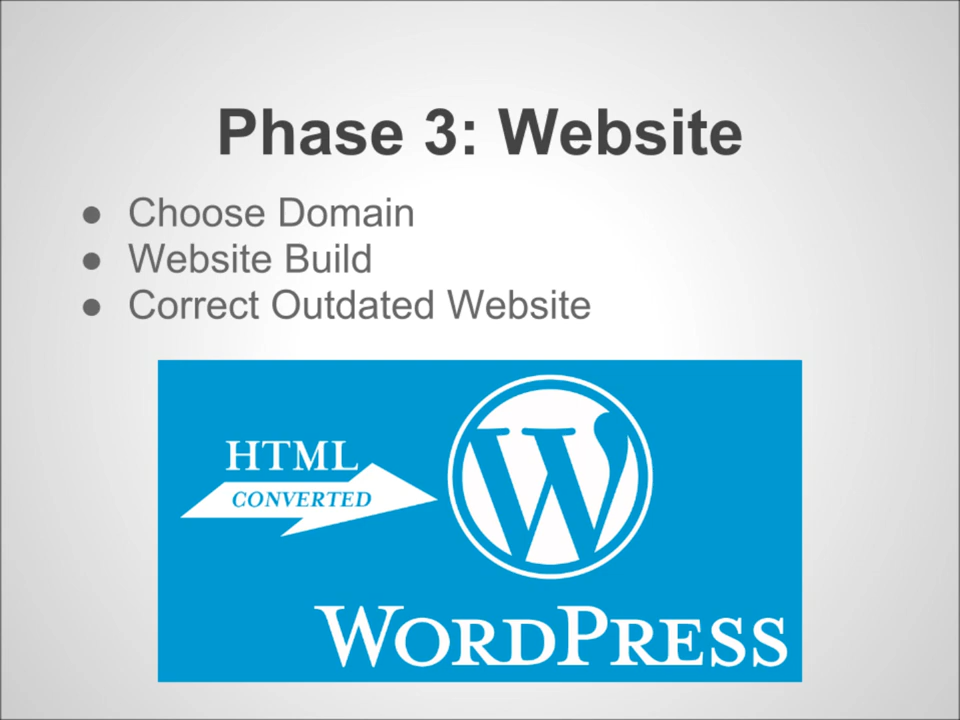 Phase 3: Website
● Choose Domain
● Website Build
● Correct Outdated Website
HTML
CONVERTED
W
WORDPRESS